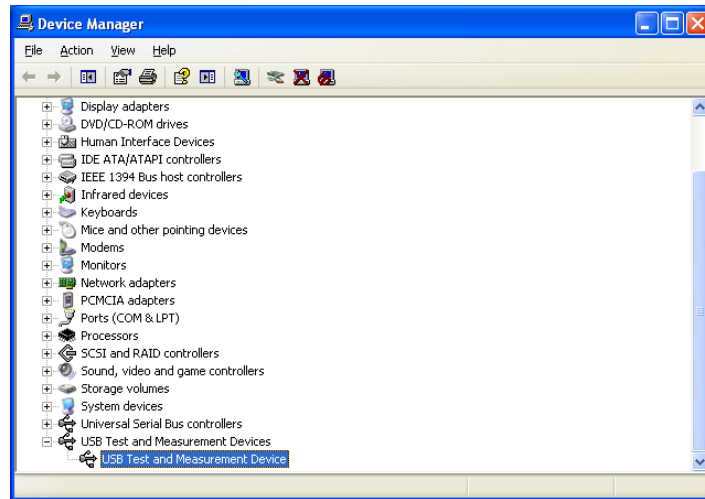 Device Manager
File Action View Help
Display adapters
DVD/CD-ROM drives
Human Interface Devices
IDE ATA/ATAPI controllers
IEEE 1394 Bus host controllers
Infrared devices
Keyboards
Mice and other pointing devices
Modems
Monitors
Network adapters
PCMCIA adapters
Ports (COM & LPT)
Processors
SCSI and RAID controllers
Sound, video and game controllers
Storage volumes
System devices
Universal Serial Bus controllers
USB Test and Measurement Devices
USB Test and Measurement Device